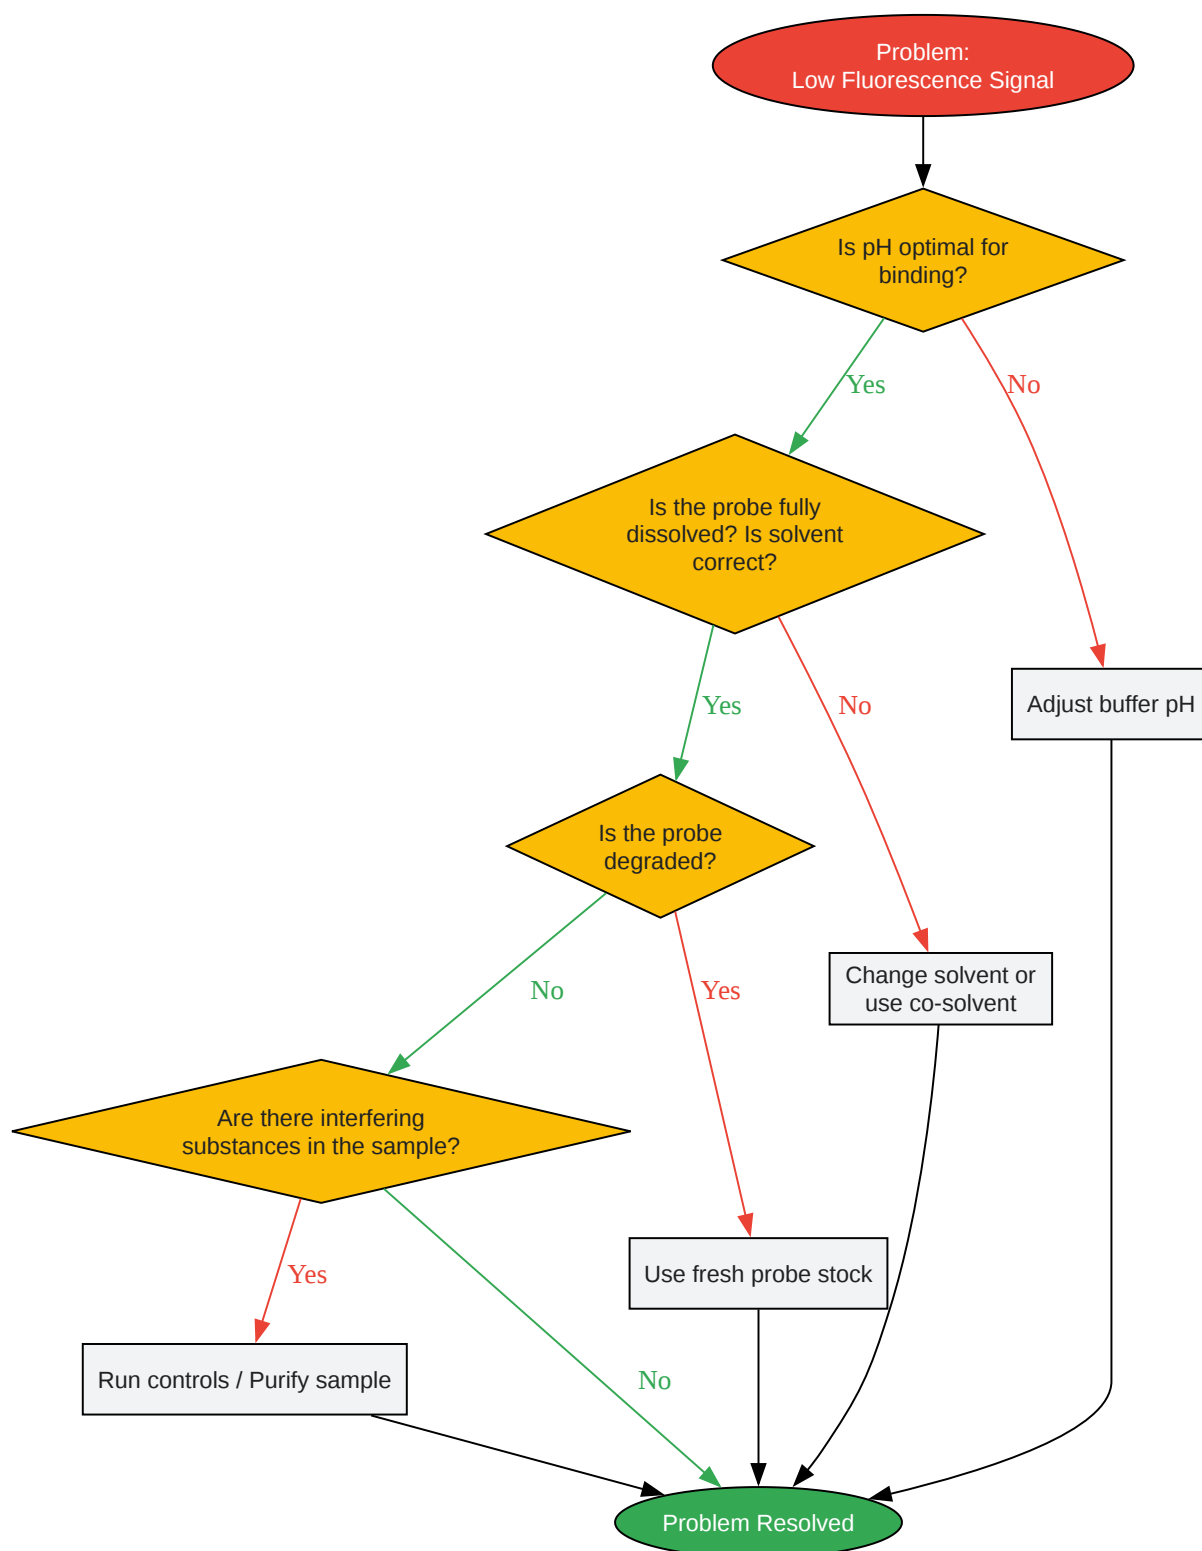 Problem:
Low Fluorescence Signal
Is pH optimal for
binding?
Yes
No
Is the probe fully
dissolved? Is solvent
correct?
Yes
No
Adjust buffer pH
Is the probe
degraded?
No
Yes
Change solvent or
use co-solvent
Are there interfering
substances in the sample?
Yes
No
Use fresh probe stock
Run controls / Purify sample
Problem Resolved